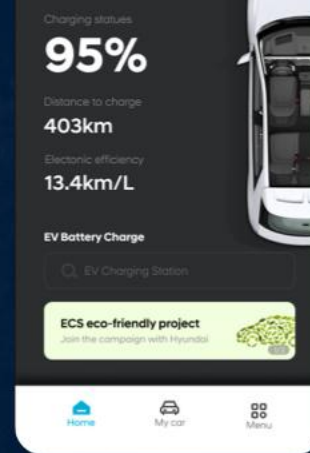 Charging statues
95%
Distance to charge
403km
Electonic efficiency
13.4km/L
EV Battery Charge
EV Charging Station
ECS eco-friendly project
Join the campaign with Hyundai
Home
My car
Menu